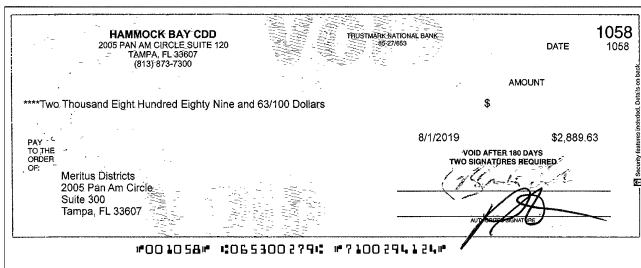 HAMMOCK BAY CDD
2005 PAN AM CIRCLE SUITE 120
TAMPA, FL 33607
(813) 873-7300
TRUSTMARK NATIONAL BANK
85-27/653
1058
DATE 1058
AMOUNT
****Two Thousand Eight Hundred Eighty Nine and 63/100 Dollars
$
8/1/2019 $2,889.63
PAY
TO THE
ORDER
OF:
VOID AFTER 180 DAYS
TWO SIGNATURES REQUIRED
Meritus Districts
2005 Pan Am Circle
Suite 300
Tampa, FL 33607
AUTHORIZED SIGNATURE
⑈001058⑈ ⑆065300279⑆ ⑈7100294124⑈
Security features included. Details on back.
VOID